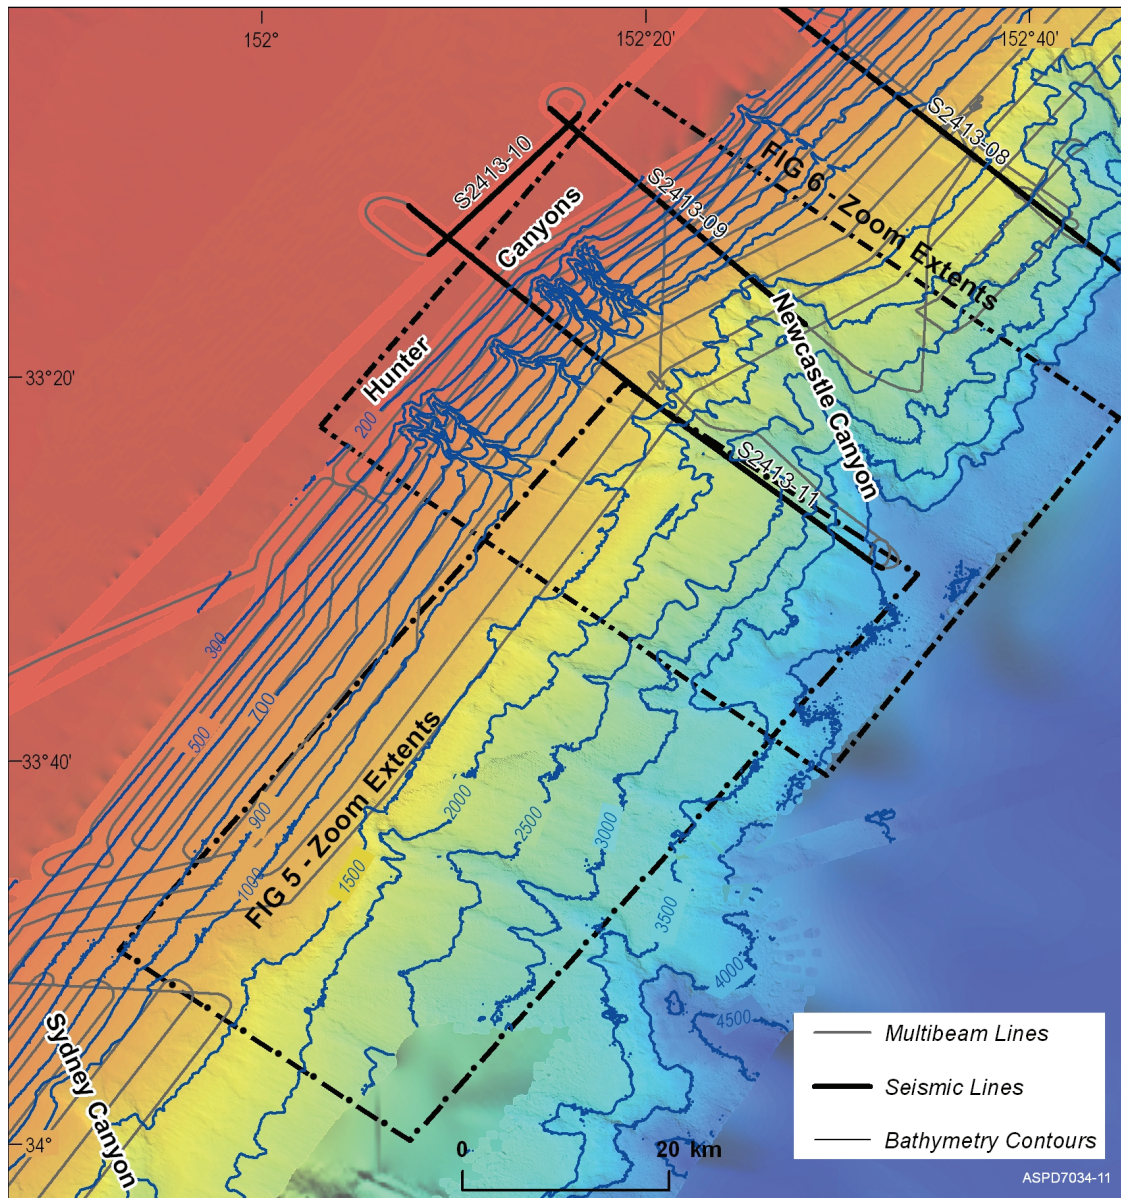 152°
152°20'
152°40'
S2413-08
S2413-10
FIG 6 - Zoom Extents
S2413-09
Canyons
Newcastle Canyon
Hunter
33°20'
200
S2413-11
300
700
500
33°40'
FIG 5 - Zoom Extents
900
2000
2500
3000
1000
1500
3500
4000
4500
Sydney Canyon
34°
0 20 km
Multibeam Lines
Seismic Lines
Bathymetry Contours
ASPD7034-11